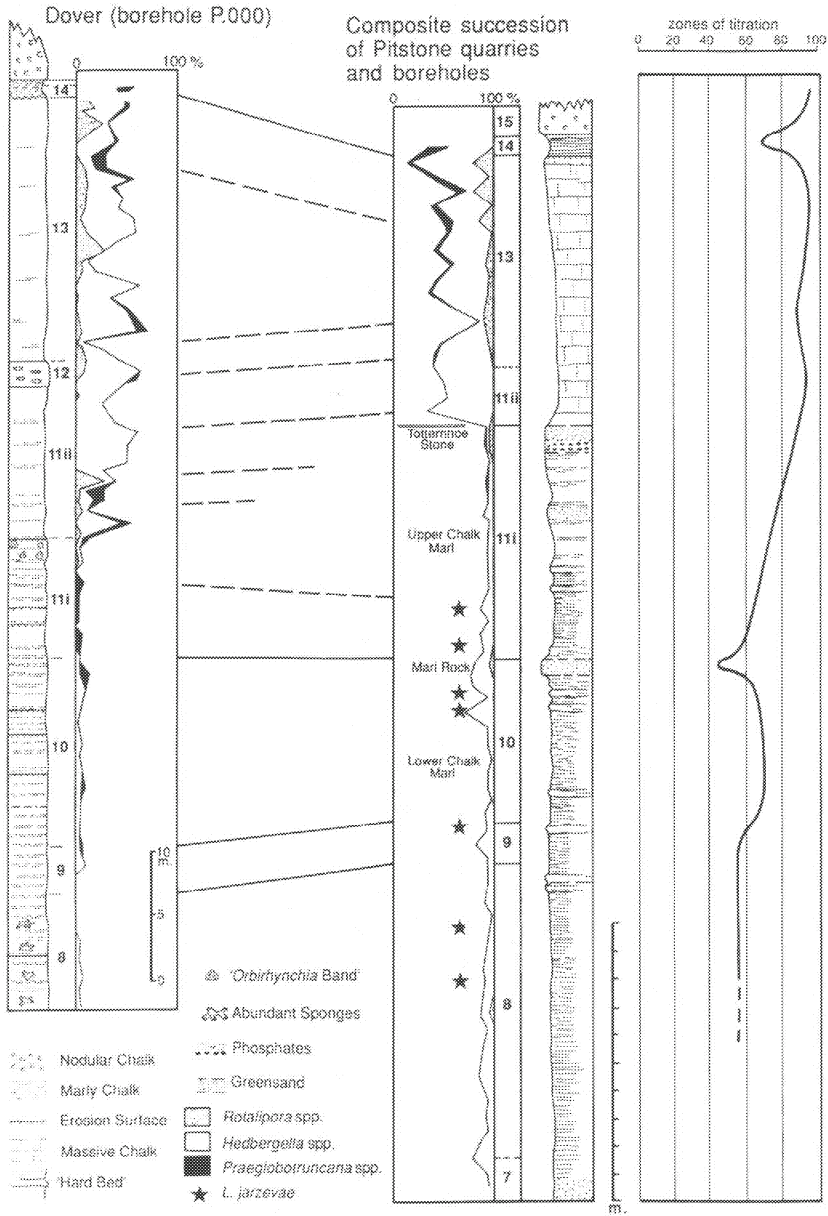 Dover (borehole P.000)
Composite succession
of Pitstone quarries
and boreholes
zones of titration
0 20 40 60 80 100
0 100 %
0 100 %
14
13
12
11ii
11i
10
9
8
10
m.
5
0
15
14
13
11ii
11i
10
9
8
7
Totternhoe
Stone
Upper Chalk
Marl
Marl Rock
Lower Chalk
Marl
m.
'Orbirhynchia Band'
Abundant Sponges
Phosphates
Greensand
Rotalipora spp.
Hedbergella spp.
Praeglobotruncana spp.
L. jarzevae
Nodular Chalk
Marly Chalk
Erosion Surface
Massive Chalk
'Hard Bed'